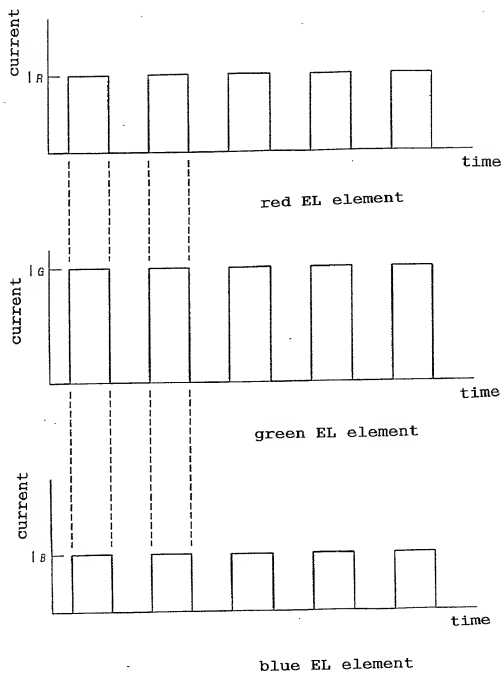 current
I B
time
red EL element
current
I G
time
green EL element
current
I B
time
blue EL element